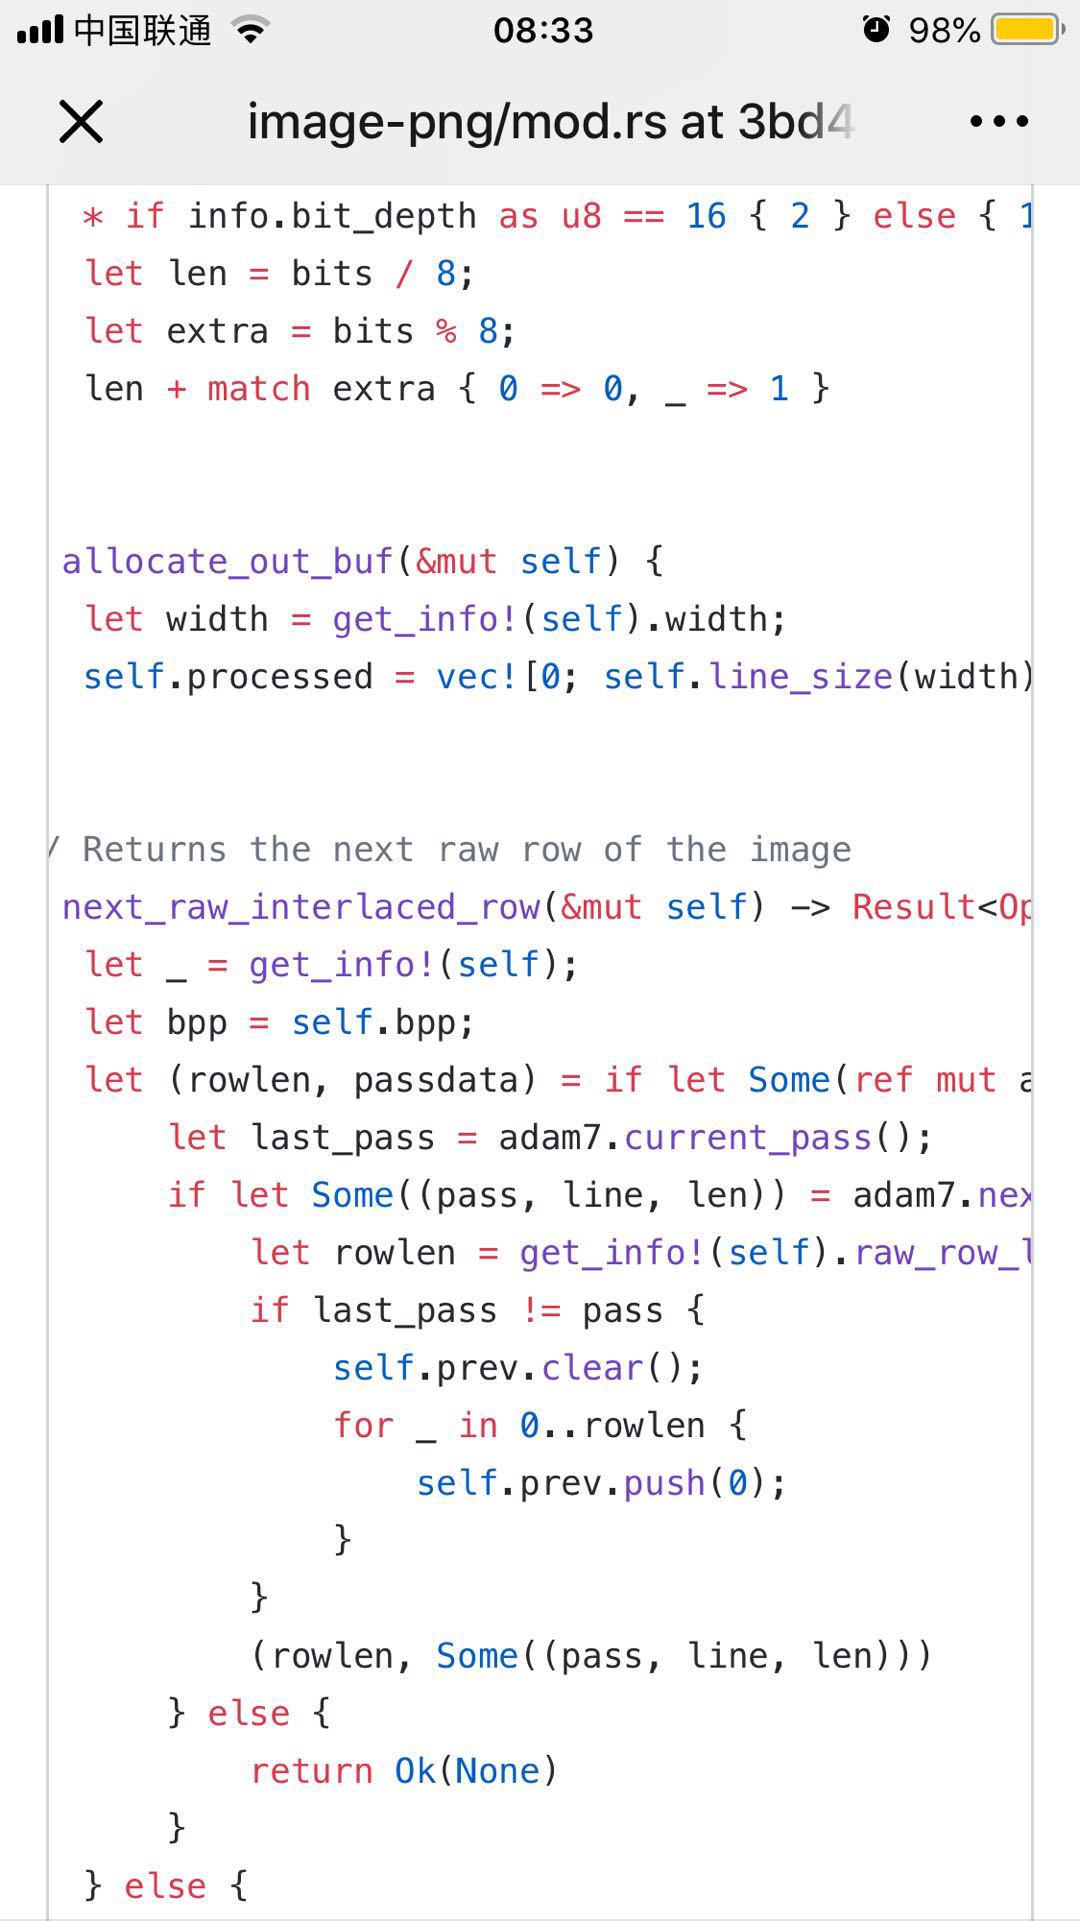 中国联通 08:33 98%
image-png/mod.rs at 3bd4
* if info.bit_depth as u8 == 16 { 2 } else { 1
let len = bits / 8;
let extra = bits % 8;
len + match extra { 0 => 0, _ => 1 }
allocate_out_buf(&mut self) {
let width = get_info!(self).width;
self.processed = vec![0; self.line_size(width)
/ Returns the next raw row of the image
next_raw_interlaced_row(&mut self) -> Result<Op
let _ = get_info!(self);
let bpp = self.bpp;
let (rowlen, passdata) = if let Some(ref mut a
let last_pass = adam7.current_pass();
if let Some((pass, line, len)) = adam7.nex
let rowlen = get_info!(self).raw_row_l
if last_pass != pass {
self.prev.clear();
for _ in 0..rowlen {
self.prev.push(0);
}
}
(rowlen, Some((pass, line, len)))
} else {
return Ok(None)
}
} else {